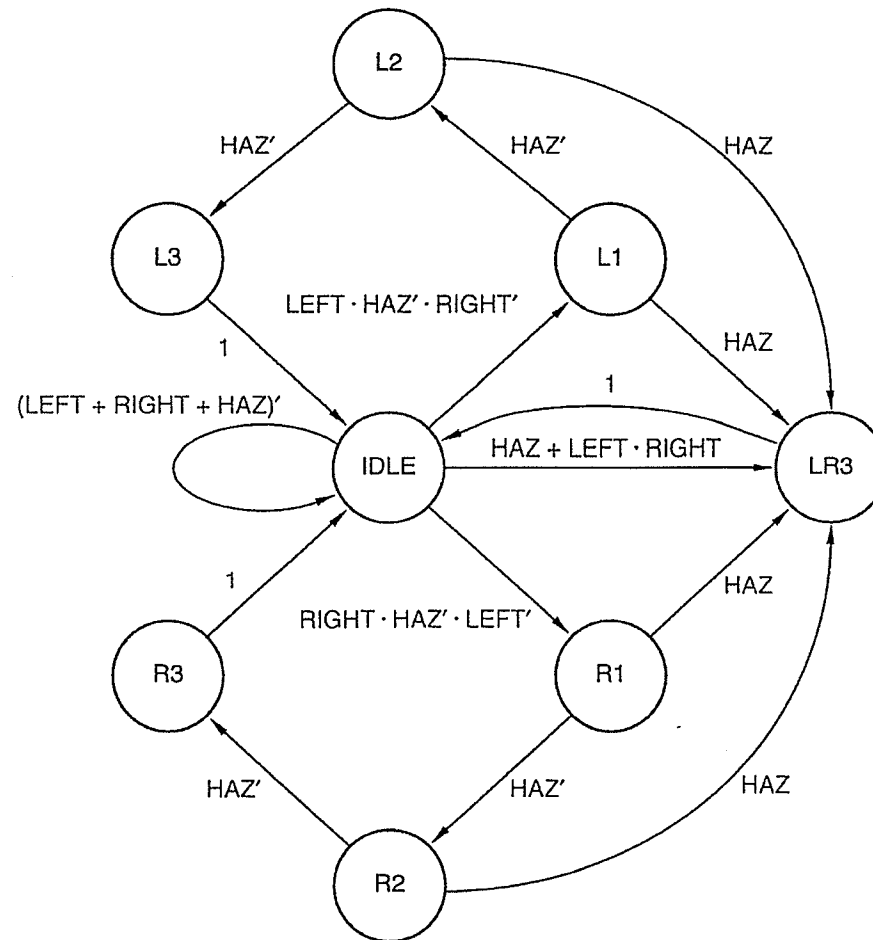 L2
HAZ′
HAZ′
HAZ
L3
L1
LEFT · HAZ′ · RIGHT′
1
HAZ
1
(LEFT + RIGHT + HAZ)′
IDLE
HAZ + LEFT · RIGHT
LR3
1
HAZ
RIGHT · HAZ′ · LEFT′
R3
R1
HAZ′
HAZ′
HAZ
R2